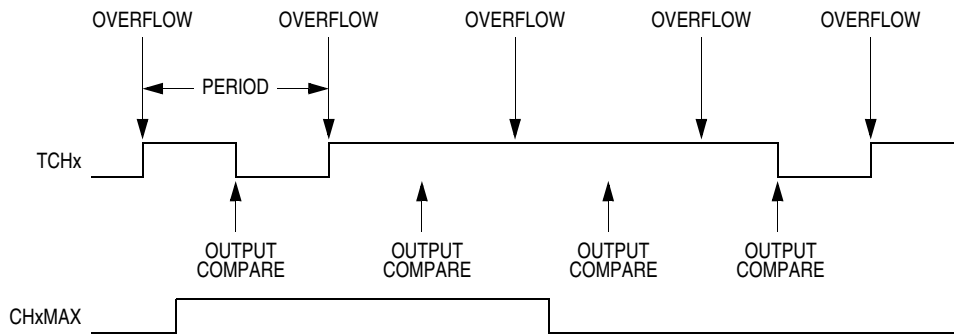 OVERFLOW
OVERFLOW
OVERFLOW
OVERFLOW
OVERFLOW
PERIOD
TCHx
OUTPUT
COMPARE
OUTPUT
COMPARE
OUTPUT
COMPARE
OUTPUT
COMPARE
CHxMAX